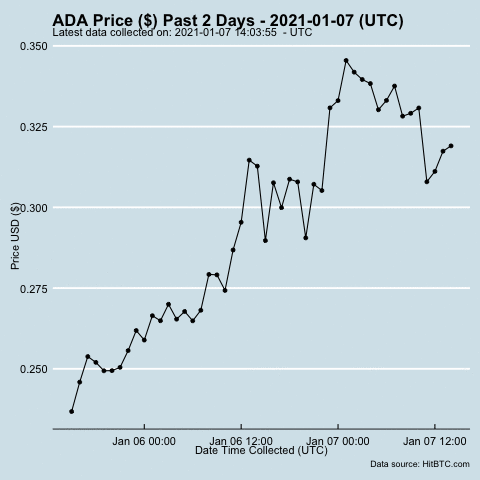 ADA Price ($) Past 2 Days - 2021-01-07 (UTC)
Latest data collected on: 2021-01-07 14:03:55 - UTC
0.350
0.325
0.300
0.275
0.250
Price USD ($)
Jan 06 00:00 Jan 06 12:00 Jan 07 00:00 Jan 07 12:00
Date Time Collected (UTC)
Data source: HitBTC.com